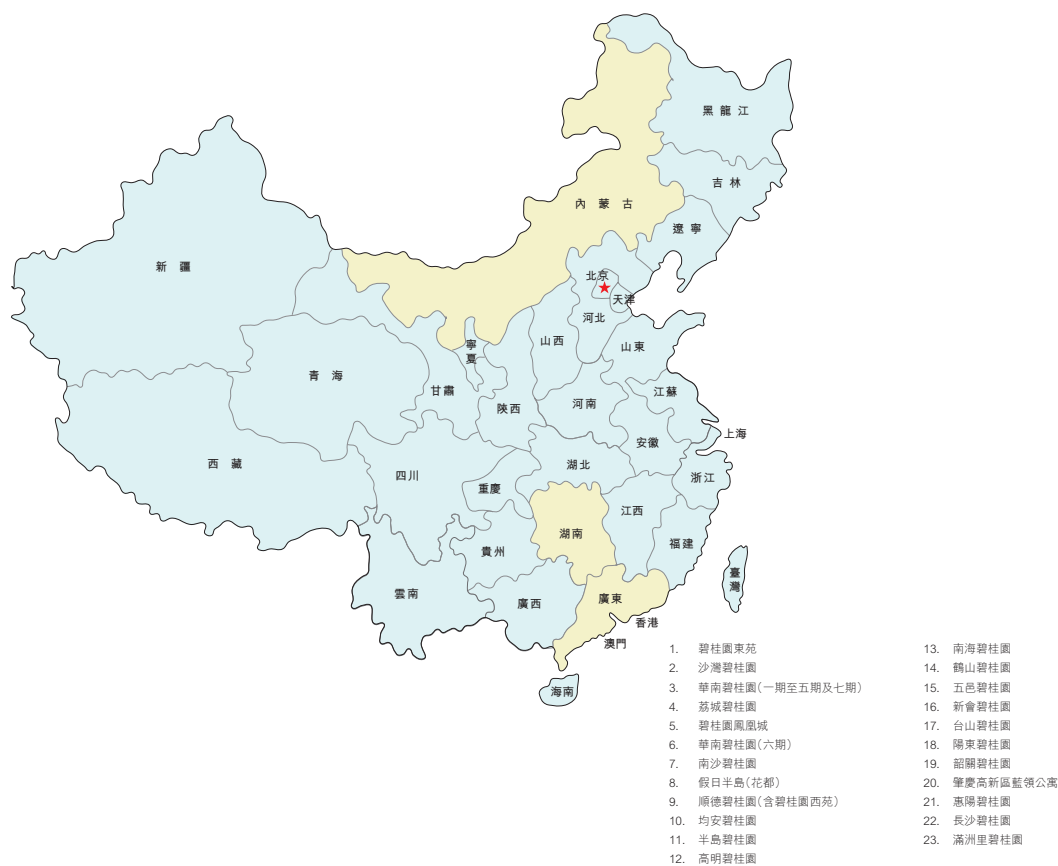 黑龍江
吉林
內蒙古
遼寧
新疆
北京
天津
河北
山西
寧夏
山東
青海
甘肅
江蘇
陝西
河南
上海
安徽
西藏
四川
湖北
浙江
重慶
江西
湖南
福建
貴州
臺灣
雲南
廣西
廣東
香港
澳門
海南
1. 碧桂園東苑
2. 沙灣碧桂園
3. 華南碧桂園(一期至五期及七期)
4. 荔城碧桂園
5. 碧桂園鳳凰城
6. 華南碧桂園(六期)
7. 南沙碧桂園
8. 假日半島(花都)
9. 順德碧桂園(含碧桂園西苑)
10. 均安碧桂園
11. 半島碧桂園
12. 高明碧桂園
13. 南海碧桂園
14. 鶴山碧桂園
15. 五邑碧桂園
16. 新會碧桂園
17. 台山碧桂園
18. 陽東碧桂園
19. 韶關碧桂園
20. 肇慶高新區藍領公寓
21. 惠陽碧桂園
22. 長沙碧桂園
23. 滿洲里碧桂園